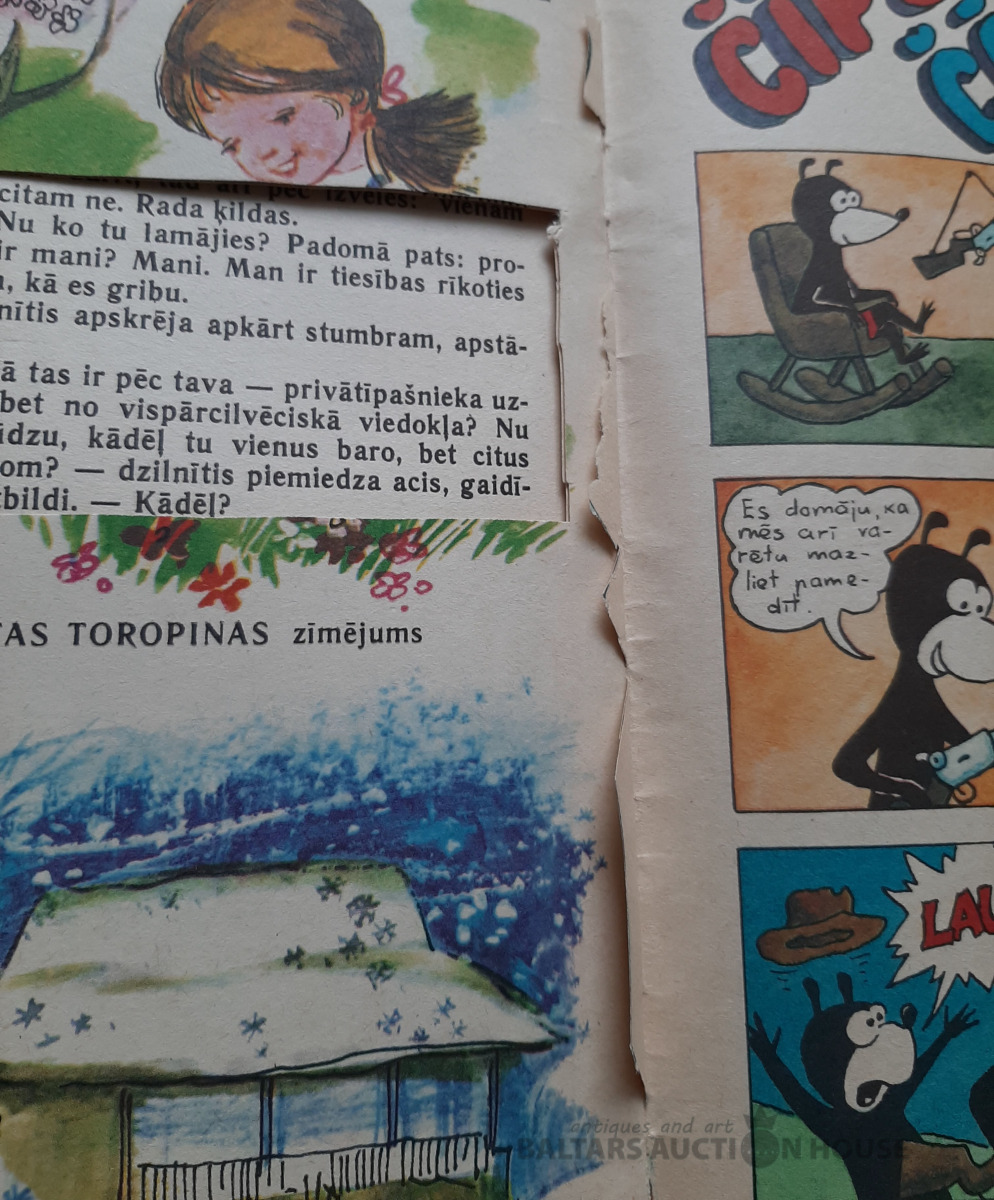 citam ne. Rada ķildas.
Nu ko tu lamājies? Padomā pats: pro-
ir mani? Mani. Man ir tiesības rīkoties
, kā es gribu.
nītis apskrēja apkārt stumbram, apstā-
ā tas ir pēc tava — privātīpašnieka uz-
bet no vispārcilvēciskā viedokļa? Nu
īdzu, kādēļ tu vienus baro, bet citus
om? — dzilnītis piemiedza acis, gaidī-
tbildi. — Kādēļ?
TAS TOROPINAS zīmējums
Es domāju, ka
mēs arī va-
rētu maz-
liet pame-
dīt.
LAU
antiques and art
BALTARS AUCTION HOUSE